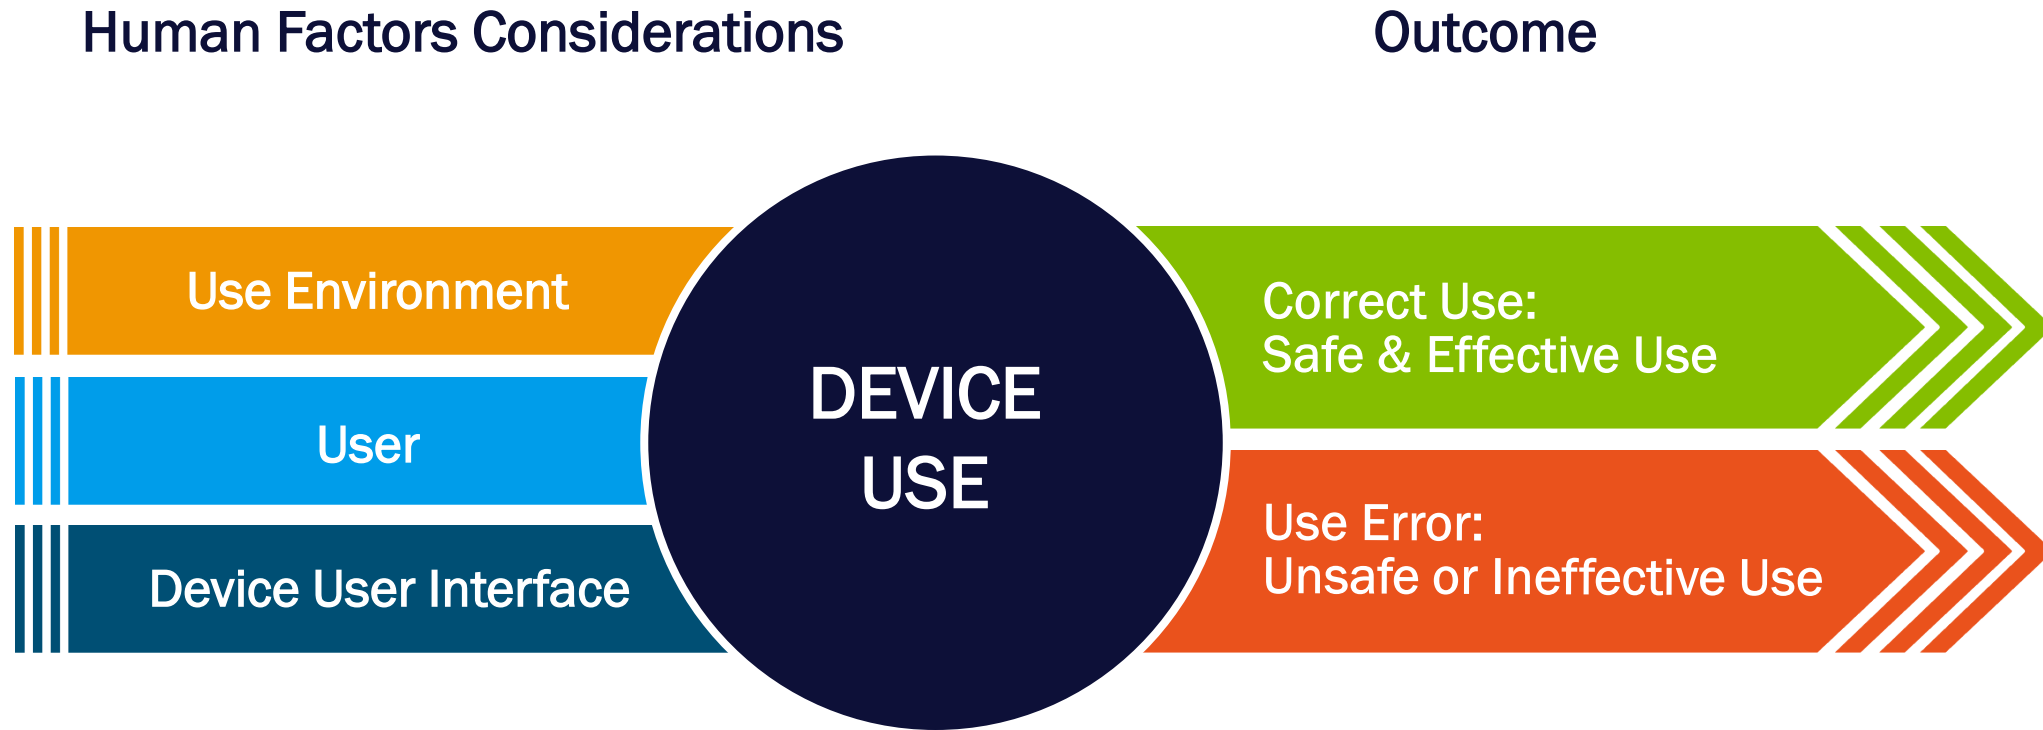 Human Factors Considerations
Outcome
Use Environment
User
Device User Interface
DEVICE
USE
Correct Use:
Safe & Effective Use
Use Error:
Unsafe or Ineffective Use